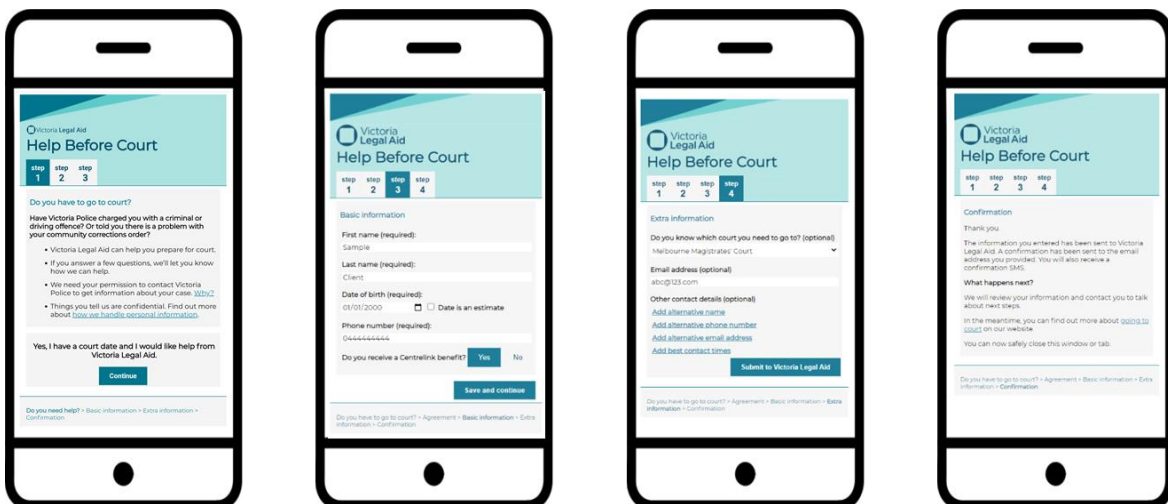 Victoria Legal Aid
Help Before Court
step step step
1 2 3
Do you have to go to court?
Have Victoria Police charged you with a criminal or
driving offence? Or told you there is a problem with
your community corrections order?
• Victoria Legal Aid can help you prepare for court.
• If you answer a few questions, we'll let you know
how we can help.
• We need your permission to contact Victoria
Police to get information about your case. Why?
• Things you tell us are confidential. Find out more
about how we handle personal information.
Yes, I have a court date and I would like help from
Victoria Legal Aid.
Continue
Do you need help? > Basic information > Extra information >
Confirmation
Victoria
Legal Aid
Help Before Court
step step step step
1 2 3 4
Basic information
First name (required):
Sample
Last name (required):
Client
Date of birth (required):
01/01/2000 Date is an estimate
Phone number (required):
0444444444
Do you receive a Centrelink benefit? Yes No
Save and continue
Do you have to go to court? > Agreement > Basic information > Extra
information > Confirmation
Victoria
Legal Aid
Help Before Court
step step step step
1 2 3 4
Extra information
Do you know which court you need to go to? (optional)
Melbourne Magistrates' Court
Email address (optional)
abc@123.com
Other contact details (optional)
Add alternative name
Add alternative phone number
Add alternative email address
Add best contact times
Submit to Victoria Legal Aid
Do you have to go to court? > Agreement > Basic information > Extra
information > Confirmation
Victoria
Legal Aid
Help Before Court
step step step step
1 2 3 4
Confirmation
Thank you
The information you entered has been sent to Victoria
Legal Aid. A confirmation has been sent to the email
address you provided. You will also receive a
confirmation SMS.
What happens next?
We will review your information and contact you to talk
about next steps.
In the meantime, you can find out more about going to
court on our website.
You can now safely close this window or tab.
Do you have to go to court? > Agreement > Basic information > Extra
information > Confirmation